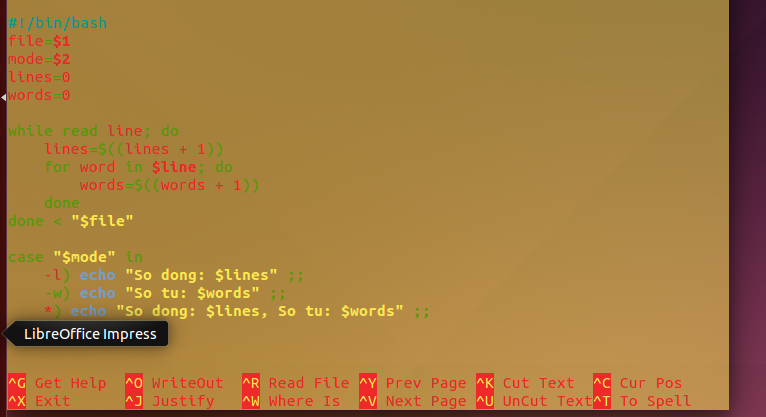 #!/bin/bash
file=$1
mode=$2
lines=0
words=0
while read line; do
    lines=$((lines + 1))
    for word in $line; do
        words=$((words + 1))
    done
done < "$file"
case "$mode" in
    -l) echo "So dong: $lines" ;;
    -w) echo "So tu: $words" ;;
    *) echo "So dong: $lines, So tu: $words" ;;
LibreOffice Impress
^G Get Help ^O WriteOut ^R Read File ^Y Prev Page ^K Cut Text ^C Cur Pos
^X Exit ^J Justify ^W Where Is ^V Next Page ^U UnCut Text ^T To Spell